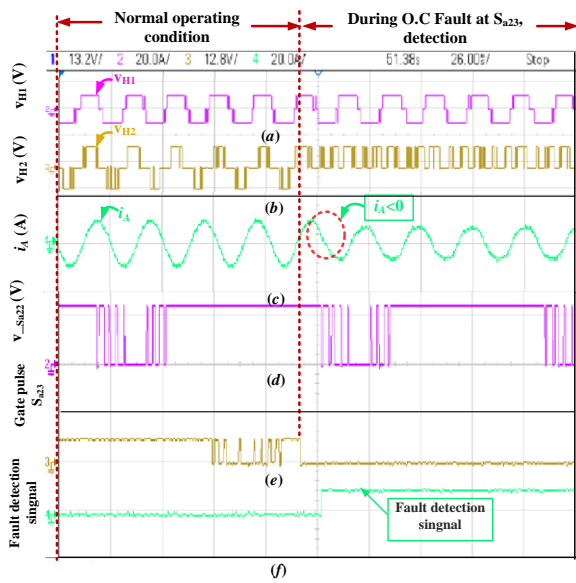 Normal operating
condition
During O.C Fault at Sa23,
detection
1 13.2V/ 2 20.0A/ 3 12.8V/ 4 20.0A/ 51.38s 26.00s/ Stop
vH1 (V)
vH1
(a)
vH2 (V)
vH2
(b)
iA (A)
iA
iA<0
(c)
v_Sa22 (V)
(d)
Gate pulse
Sa23
(e)
Fault detection
singnal
Fault detection
singnal
(f)